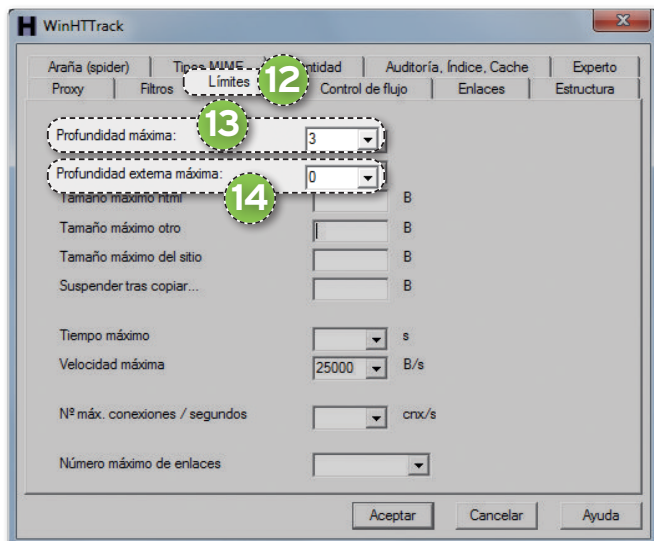 WinHTTrack
Araña (spider) Tipos MIME ntidad Auditoría, Índice, Cache Experto
Proxy Filtros Límites 12 Control de flujo Enlaces Estructura
13
Profundidad máxima: 3
Profundidad externa máxima: 0
14
Tamaño máximo html B
Tamaño máximo otro B
Tamaño máximo del sitio B
Suspender tras copiar... B
Tiempo máximo s
Velocidad máxima 25000 B/s
Nº máx. conexiones / segundos cnx/s
Número máximo de enlaces
Aceptar Cancelar Ayuda